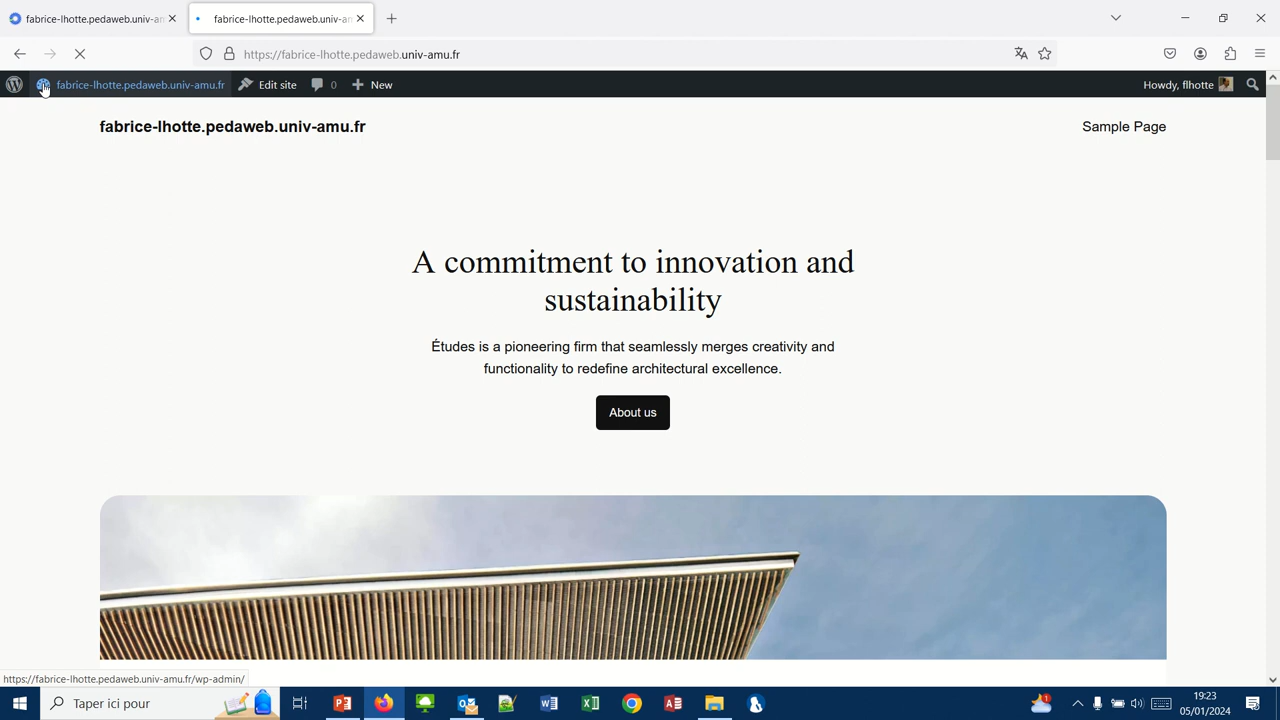 fabrice-lhotte.pedaweb.univ-am
fabrice-lhotte.pedaweb.univ-am
https://fabrice-lhotte.pedaweb.univ-amu.fr
fabrice-lhotte.pedaweb.univ-amu.fr
Edit site
0
New
Howdy, flhotte
fabrice-lhotte.pedaweb.univ-amu.fr
Sample Page
A commitment to innovation and
sustainability
Études is a pioneering firm that seamlessly merges creativity and
functionality to redefine architectural excellence.
About us
https://fabrice-lhotte.pedaweb.univ-amu.fr/wp-admin/
Taper ici pour
19:23
05/01/2024